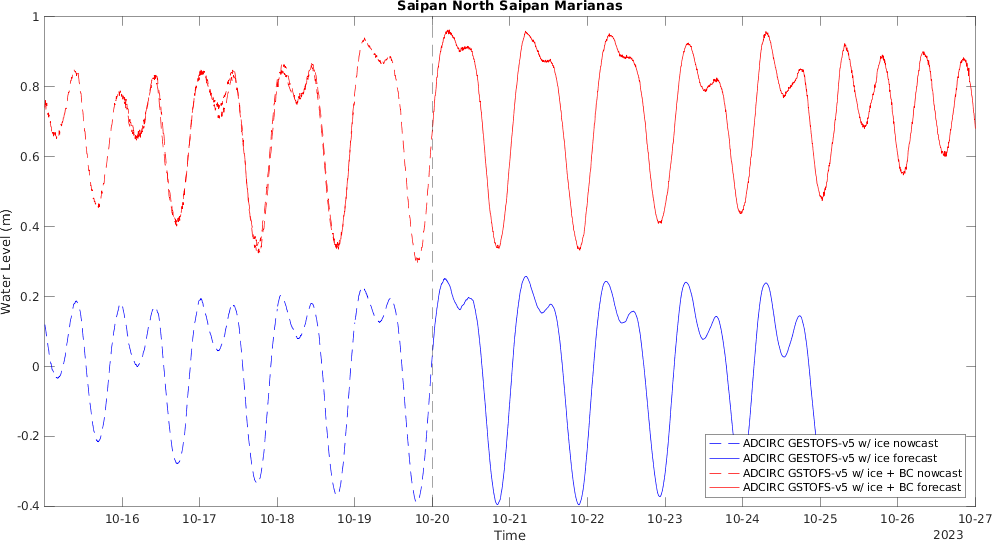 Saipan North Saipan Marianas
Water Level (m)
1
0.8
0.6
0.4
0.2
0
-0.2
-0.4
ADCIRC GESTOFS-v5 w/ ice nowcast
ADCIRC GESTOFS-v5 w/ ice forecast
ADCIRC GSTOFS-v5 w/ ice + BC nowcast
ADCIRC GSTOFS-v5 w/ ice + BC forecast
10-16 10-17 10-18 10-19 10-20 10-21 10-22 10-23 10-24 10-25 10-26 10-27
Time
2023